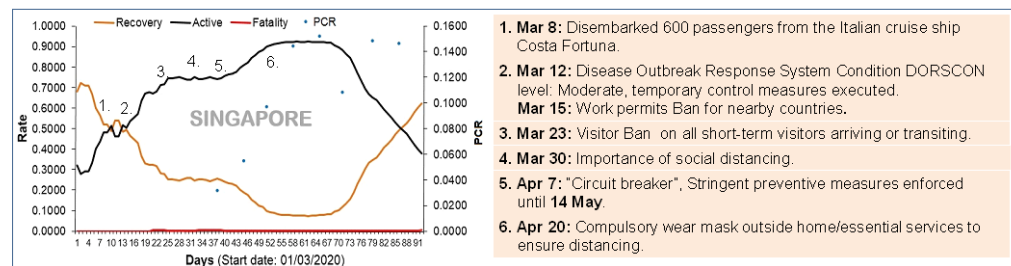 Recovery Active Fatality PCR
1.0000
0.9000
0.8000
0.7000
0.6000
0.5000
0.4000
0.3000
0.2000
0.1000
0.0000
Rate
0.1600
0.1400
0.1200
0.1000
0.0800
0.0600
0.0400
0.0200
0.0000
PCR
1.
2.
3.
4.
5.
6.
SINGAPORE
1 4 7 10 13 16 19 22 25 28 31 34 37 40 43 46 49 52 55 58 61 64 67 70 73 76 79 82 85 88 91
Days (Start date: 01/03/2020)
1. Mar 8: Disembarked 600 passengers from the Italian cruise ship
Costa Fortuna.
2. Mar 12: Disease Outbreak Response System Condition DORSCON
level: Moderate, temporary control measures executed.
Mar 15: Work permits Ban for nearby countries.
3. Mar 23: Visitor Ban on all short-term visitors arriving or transiting.
4. Mar 30: Importance of social distancing.
5. Apr 7: "Circuit breaker", Stringent preventive measures enforced
until 14 May.
6. Apr 20: Compulsory wear mask outside home/essential services to
ensure distancing.